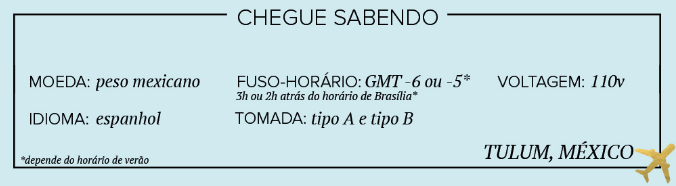 CHEGUE SABENDO
MOEDA: peso mexicano
FUSO-HORÁRIO: GMT -6 ou -5*
3h ou 2h atrás do horário de Brasília*
VOLTAGEM: 110v
IDIOMA: espanhol
TOMADA: tipo A e tipo B
TULUM, MÉXICO
*depende do horário de verão